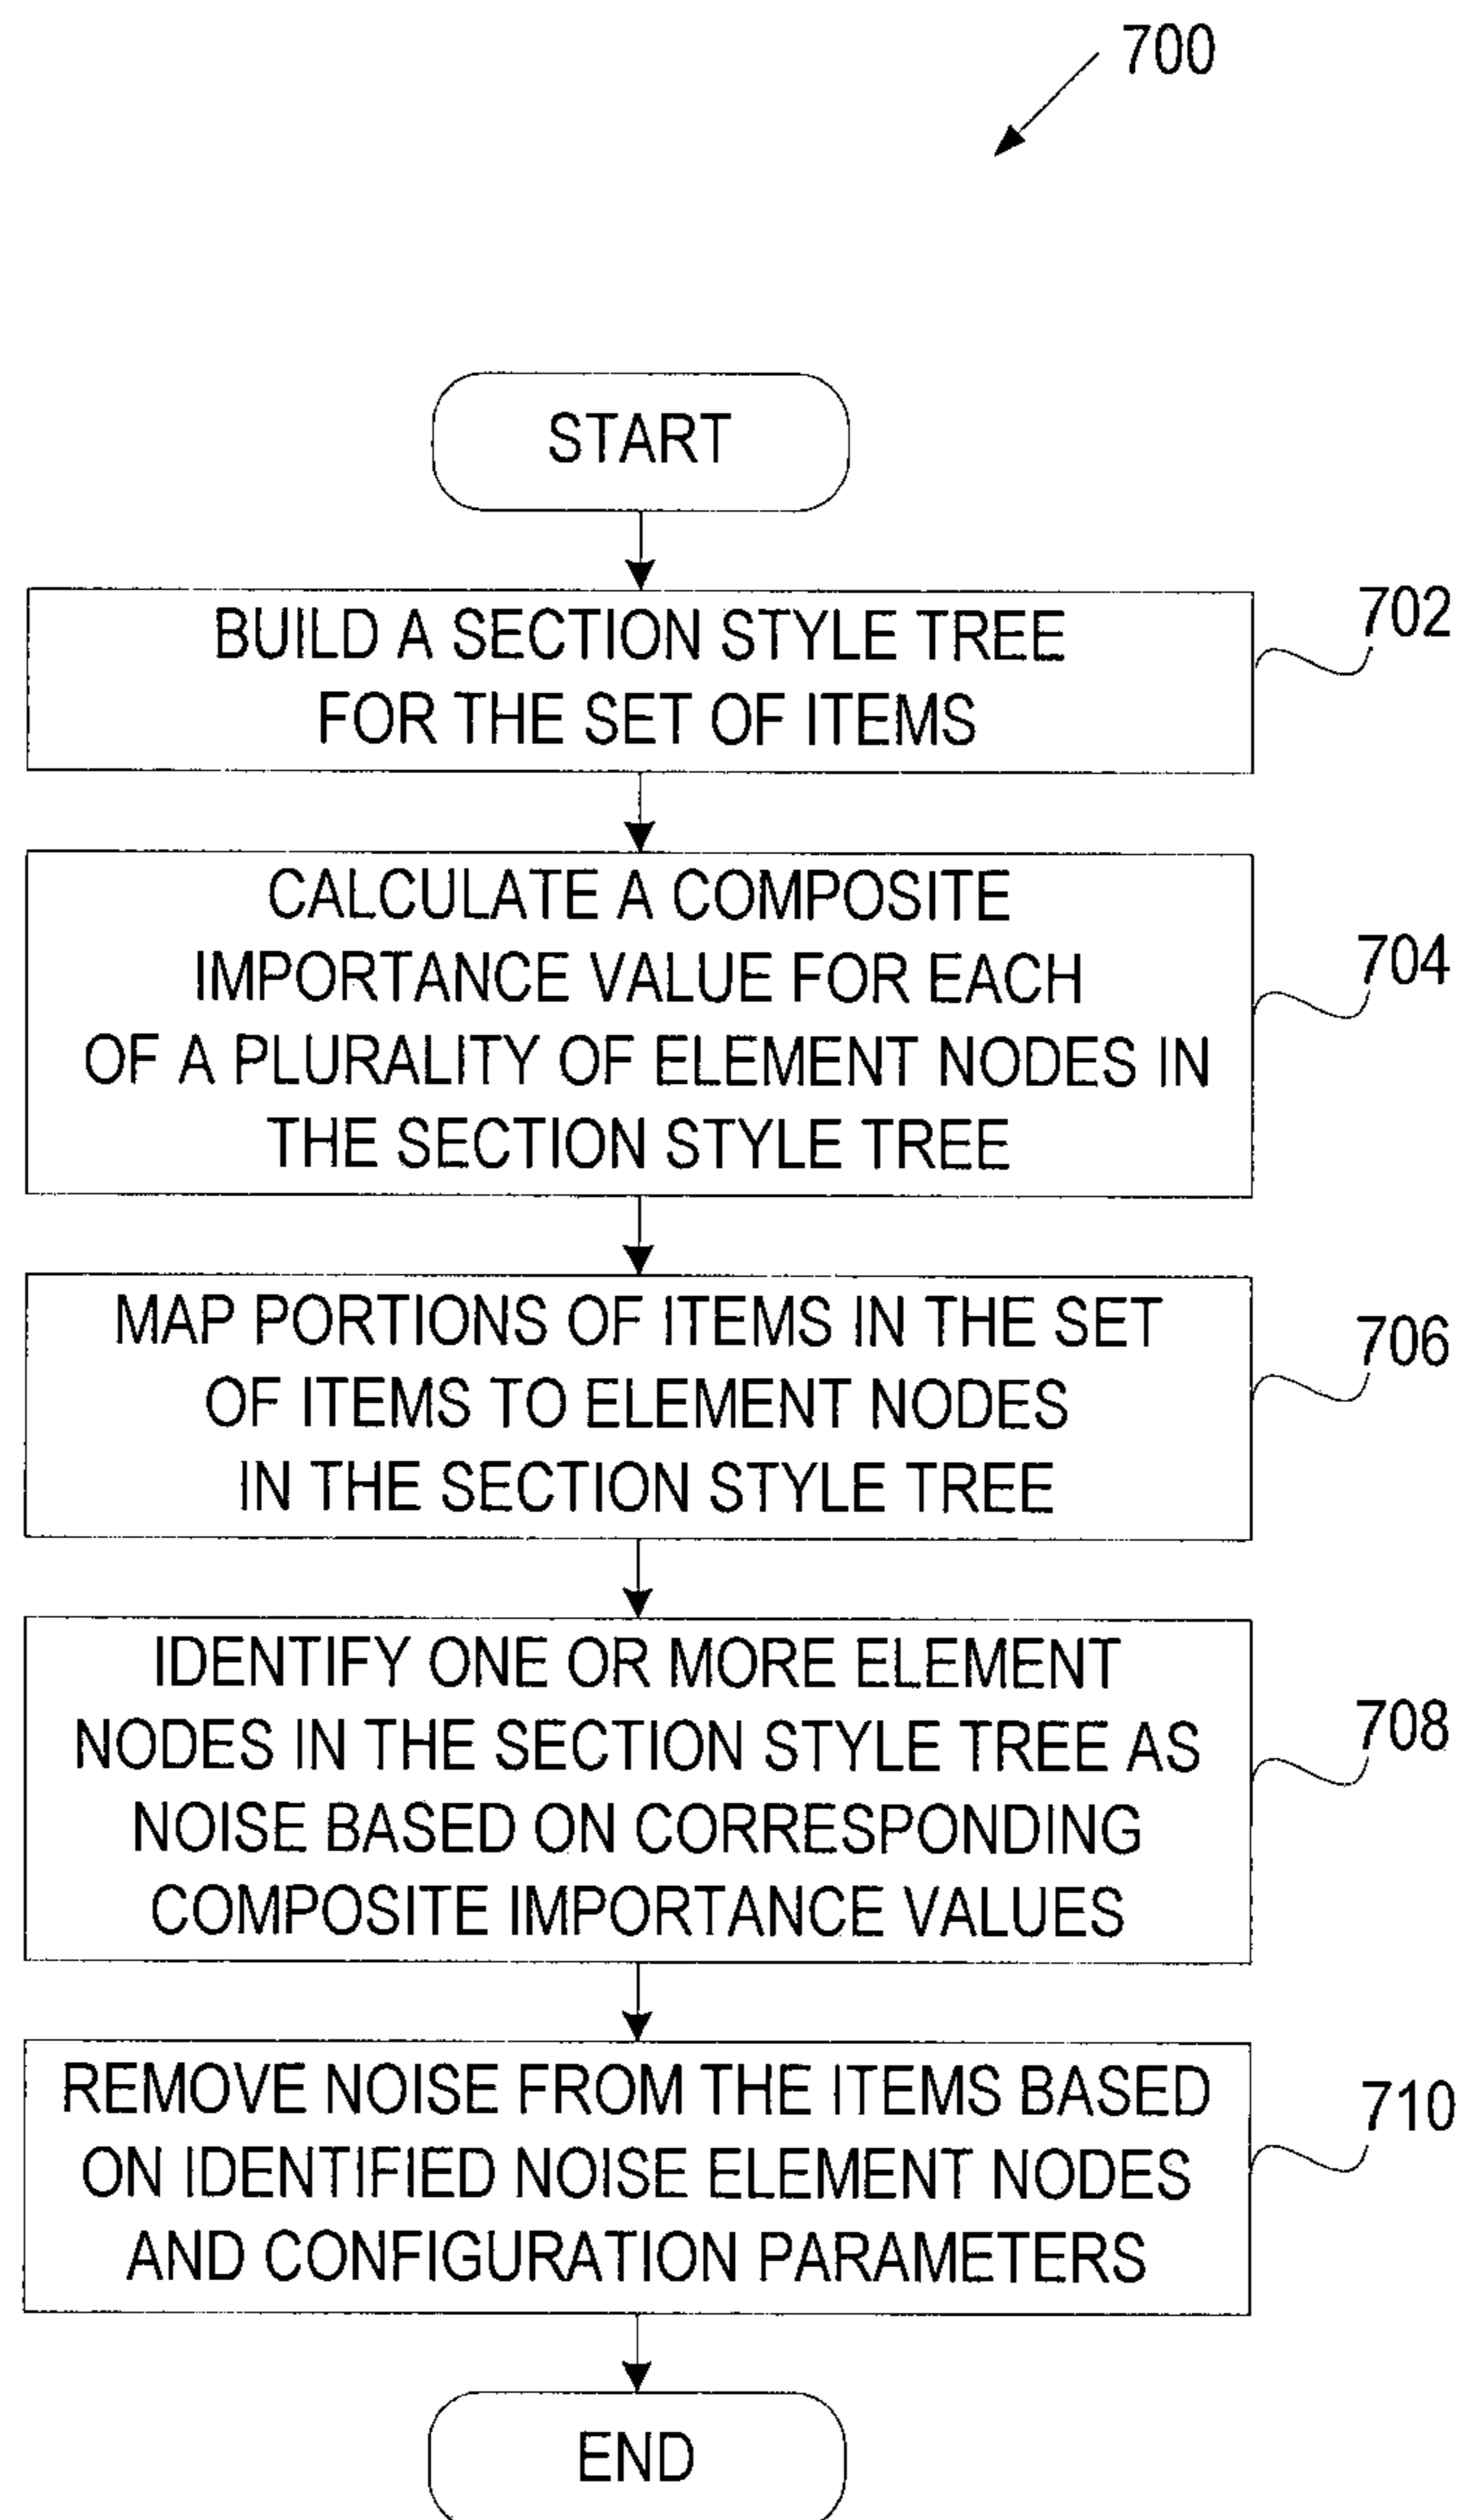 700
START
BUILD A SECTION STYLE TREE
FOR THE SET OF ITEMS
702
CALCULATE A COMPOSITE
IMPORTANCE VALUE FOR EACH
OF A PLURALITY OF ELEMENT NODES IN
THE SECTION STYLE TREE
704
MAP PORTIONS OF ITEMS IN THE SET
OF ITEMS TO ELEMENT NODES
IN THE SECTION STYLE TREE
706
IDENTIFY ONE OR MORE ELEMENT
NODES IN THE SECTION STYLE TREE AS
NOISE BASED ON CORRESPONDING
COMPOSITE IMPORTANCE VALUES
708
REMOVE NOISE FROM THE ITEMS BASED
ON IDENTIFIED NOISE ELEMENT NODES
AND CONFIGURATION PARAMETERS
710
END